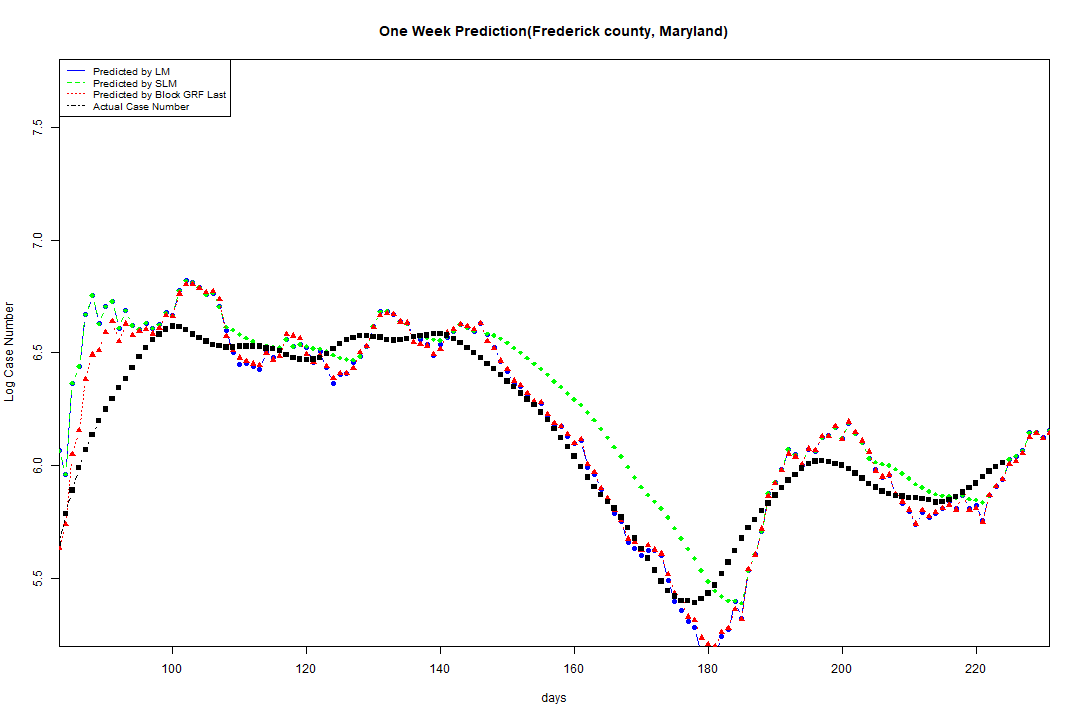 One Week Prediction(Frederick county, Maryland)
Predicted by LM
Predicted by SLM
Predicted by Block GRF Last
Actual Case Number
7.5
7.0
6.5
6.0
5.5
Log Case Number
100 120 140 160 180 200 220
days